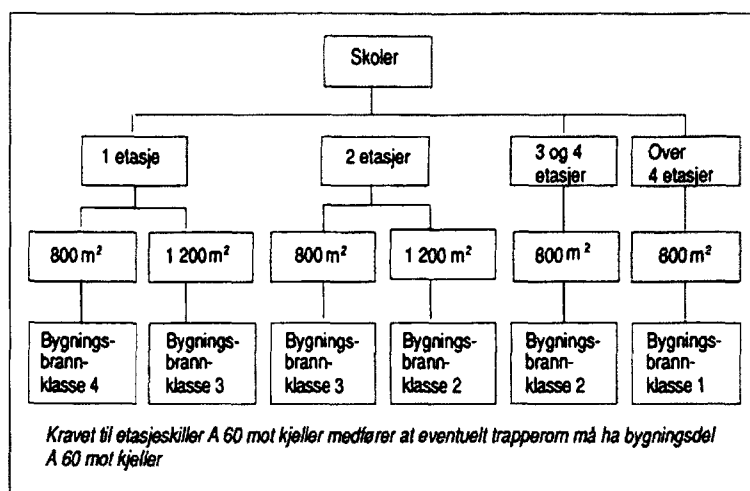 Skoler
1 etasje
2 etasjer
3 og 4
etasjer
Over
4 etasjer
800 m²
1 200 m²
800 m²
1 200 m²
800 m²
800 m²
Bygnings-
brann-
klasse 4
Bygnings-
brann-
klasse 3
Bygnings-
brann-
klasse 3
Bygnings-
brann-
klasse 2
Bygnings-
brann-
klasse 2
Bygnings-
brann-
klasse 1
Kravet til etasjeskiller A 60 mot kjeller medfører at eventuelt trapperom må ha bygningsdel
A 60 mot kjeller